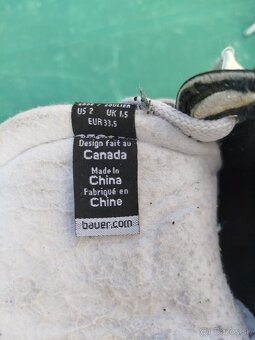 US 2 UK 1.5
EUR 33.5
Design fait au
Canada
Made in
China
Fabriqué en
Chine
bauer.com